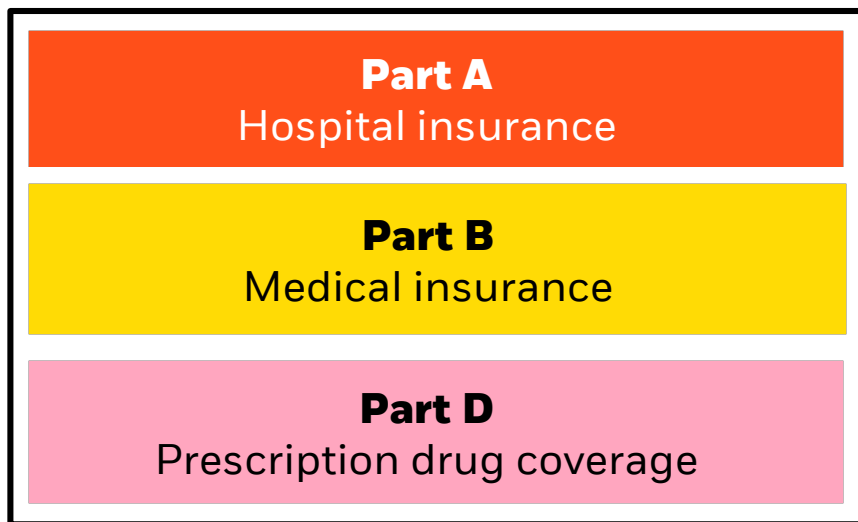 Part A
Hospital insurance
Part B
Medical insurance
Part D
Prescription drug coverage